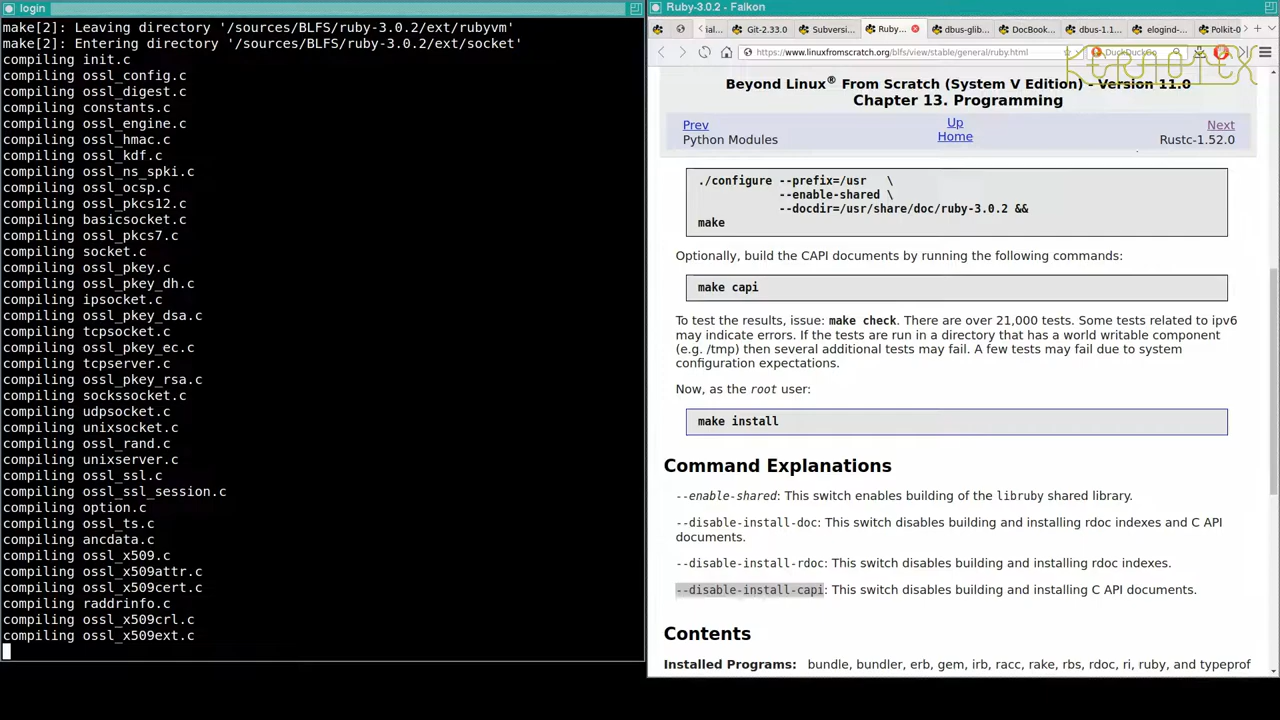 login
make[2]: Leaving directory '/sources/BLFS/ruby-3.0.2/ext/rubyvm'
make[2]: Entering directory '/sources/BLFS/ruby-3.0.2/ext/socket'
compiling init.c
compiling ossl_config.c
compiling ossl_digest.c
compiling constants.c
compiling ossl_engine.c
compiling ossl_hmac.c
compiling ossl_kdf.c
compiling ossl_ns_spki.c
compiling ossl_ocsp.c
compiling ossl_pkcs12.c
compiling basicsocket.c
compiling ossl_pkcs7.c
compiling socket.c
compiling ossl_pkey.c
compiling ossl_pkey_dh.c
compiling ipsocket.c
compiling ossl_pkey_dsa.c
compiling tcpsocket.c
compiling ossl_pkey_ec.c
compiling tcpserver.c
compiling ossl_pkey_rsa.c
compiling sockssocket.c
compiling udpsocket.c
compiling unixsocket.c
compiling ossl_rand.c
compiling unixserver.c
compiling ossl_ssl.c
compiling ossl_ssl_session.c
compiling option.c
compiling ossl_ts.c
compiling ancdata.c
compiling ossl_x509.c
compiling ossl_x509attr.c
compiling ossl_x509cert.c
compiling raddrinfo.c
compiling ossl_x509crl.c
compiling ossl_x509ext.c
Ruby-3.0.2 - Falkon
ial... Git-2.33.0 Subversi... Ruby-... dbus-glib... DocBook... dbus-1.1... elogind-... Polkit-0
https://www.linuxfromscratch.org/blfs/view/stable/general/ruby.html DuckDuckGo
KERNOTEX
Beyond Linux® From Scratch (System V Edition) - Version 11.0
Chapter 13. Programming
Prev Up Next
Python Modules Home Rustc-1.52.0
./configure --prefix=/usr \
--enable-shared \
--docdir=/usr/share/doc/ruby-3.0.2 &&
make
Optionally, build the CAPI documents by running the following commands:
make capi
To test the results, issue: make check. There are over 21,000 tests. Some tests related to ipv6
may indicate errors. If the tests are run in a directory that has a world writable component
(e.g. /tmp) then several additional tests may fail. A few tests may fail due to system
configuration expectations.
Now, as the root user:
make install
Command Explanations
--enable-shared: This switch enables building of the libruby shared library.
--disable-install-doc: This switch disables building and installing rdoc indexes and C API
documents.
--disable-install-rdoc: This switch disables building and installing rdoc indexes.
--disable-install-capi: This switch disables building and installing C API documents.
Contents
Installed Programs: bundle, bundler, erb, gem, irb, racc, rake, rbs, rdoc, ri, ruby, and typeprof